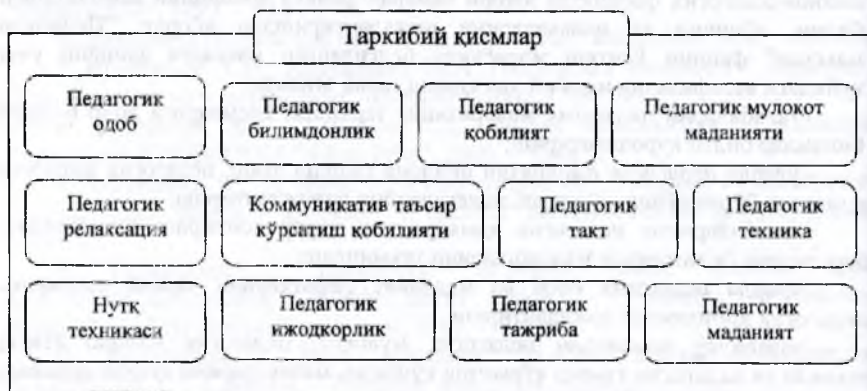 Таркибий қисмлар
Педагогик
одоб
Педагогик
билимдонлик
Педагогик
қобилият
Педагогик мулоқот
маданияти
Педагогик
релаксация
Коммуникатив таъсир
кўрсатиш қобилияти
Педагогик
такт
Педагогик
техника
Нутқ
техникаси
Педагогик
ижодкорлик
Педагогик
тажриба
Педагогик
маданият